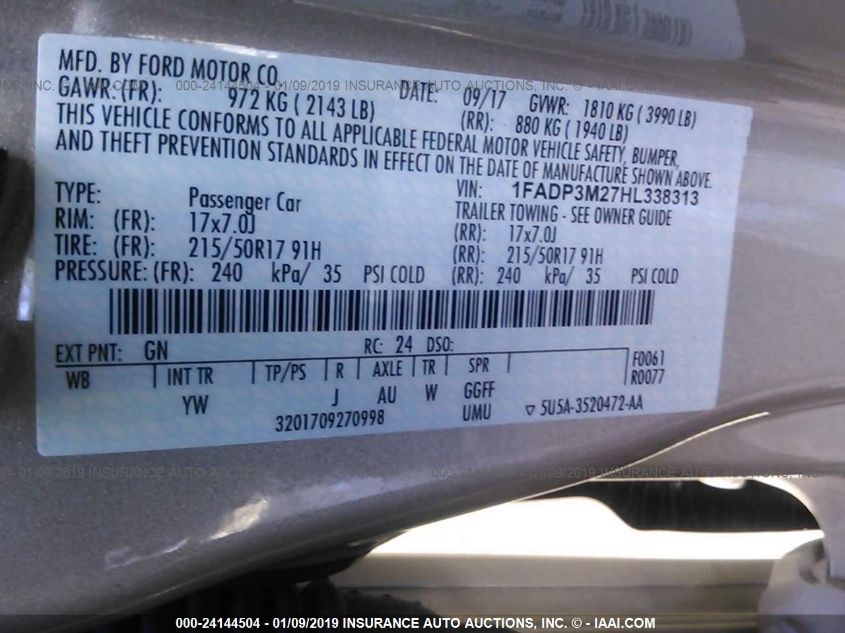 MFD. BY FORD MOTOR CO.
DATE: 09/17 GVWR: 1810 KG ( 3990 LB)
GAWR: (FR): 972 KG ( 2143 LB) (RR): 880 KG ( 1940 LB)
THIS VEHICLE CONFORMS TO ALL APPLICABLE FEDERAL MOTOR VEHICLE SAFETY, BUMPER,
AND THEFT PREVENTION STANDARDS IN EFFECT ON THE DATE OF MANUFACTURE SHOWN ABOVE.
VIN: 1FADP3M27HL338313
TYPE: Passenger Car TRAILER TOWING - SEE OWNER GUIDE
RIM: (FR): 17x7.0J (RR): 17x7.0J
TIRE: (FR): 215/50R17 91H (RR): 215/50R17 91H
PRESSURE: (FR): 240 kPa/ 35 PSI COLD (RR): 240 kPa/ 35 PSI COLD
EXT PNT: GN RC: 24 DSO:
WB INT TR TP/PS R AXLE TR SPR F0061
R0077
YW J AU W GGFF
3201709270998 UMU ▽ 5U5A-3520472-AA
000-24144504 - 01/09/2019 INSURANCE AUTO AUCTIONS, INC. © - IAAI.COM